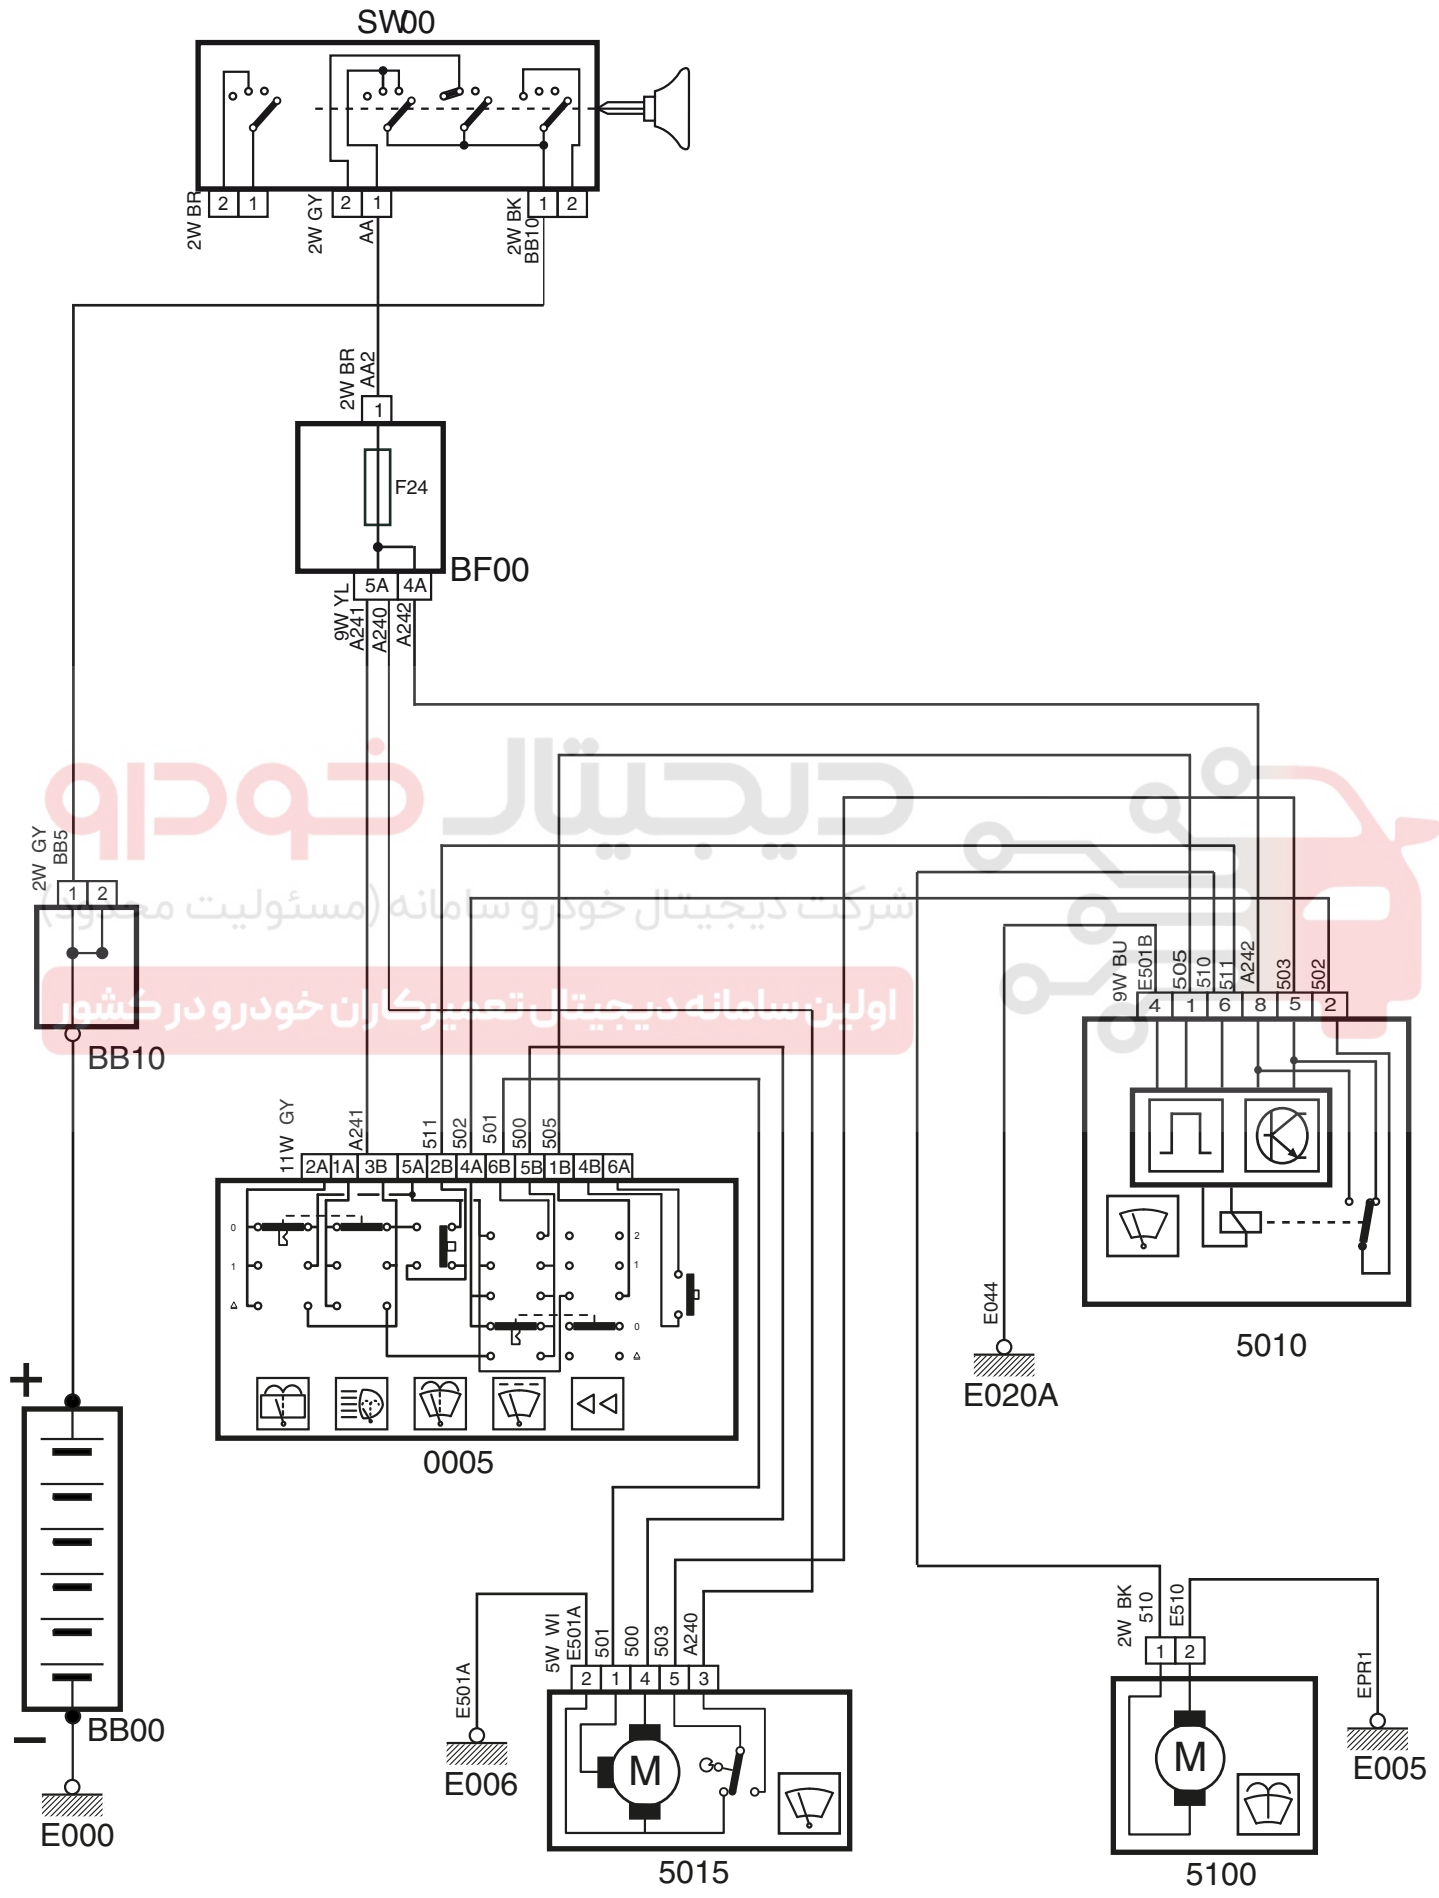 SW00
2 1 2 1 1 2
2W BR
2W GY
AA
2W BK
BB10
2W BR
AA2
1
F24
BF00
5A 4A
9W YL
A241
A240
A242
دیجیتال خودرو
شرکت دیجیتال خودرو سامانه (مسئولیت محدود)
اولین سامانه دیجیتال تعمیرکاران خودرو در کشور
2W GY
BB5
1 2
BB10
9W BU
E501B
505
510
511
A242
503
502
4 1 6 8 5 2
11W GY
A241
511
502
501
500
505
2A 1A 3B 5A 2B 4A 6B 5B 1B 4B 6A
0
1
2
1
0
0005
E044
E020A
5010
+
−
BB00
E000
E501A
E006
5W WI
E501A
501
500
503
A240
2 1 4 5 3
M
5015
2W BK
510
E510
1 2
M
5100
EPR1
E005